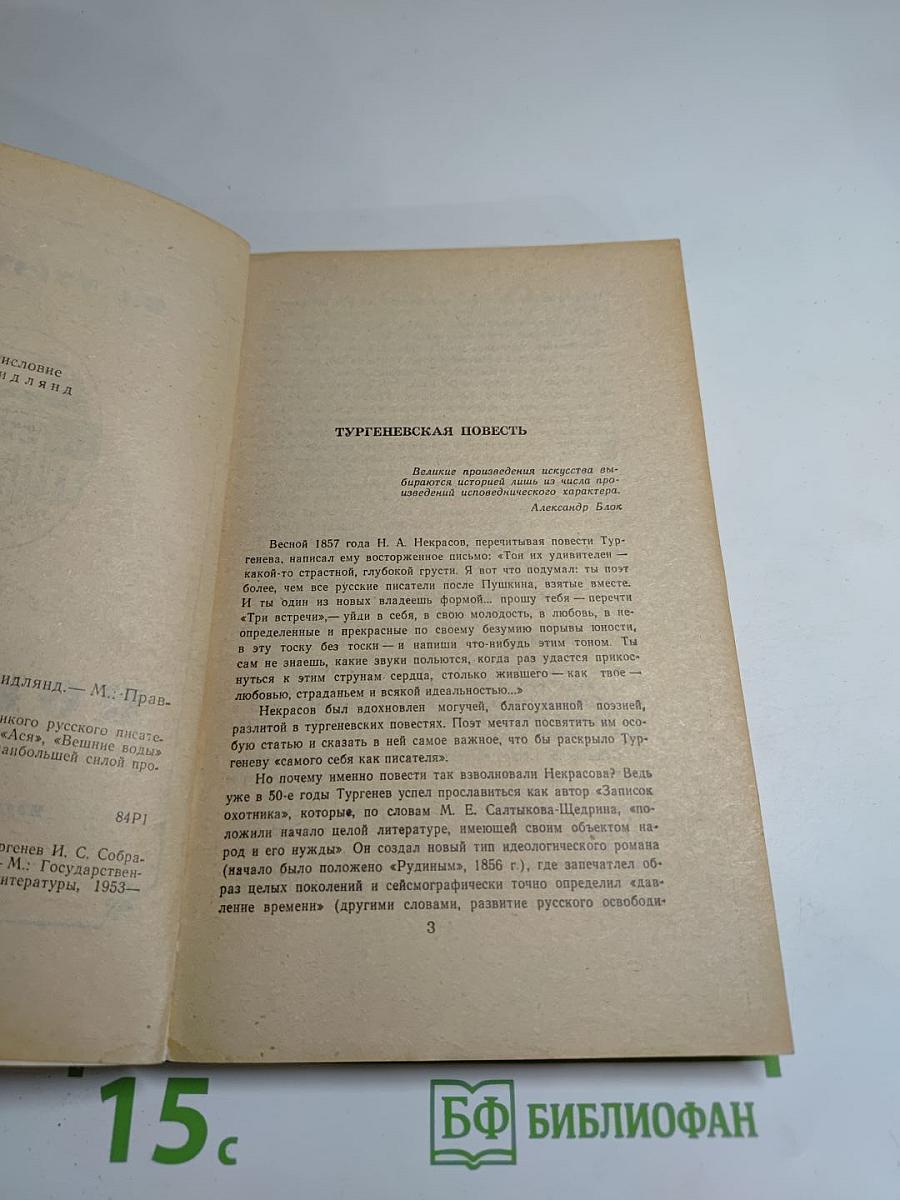 исловие
идлянд
идлянд.— М.: Прав-
икого русского писате-
«Ася», «Вешние воды»
аибольшей силой про-
84Р1
ргенев И. С. Собра-
— М.: Государствен-
итературы, 1953—
ТУРГЕНЕВСКАЯ ПОВЕСТЬ
Великие произведения искусства вы-
бираются историей лишь из числа про-
изведений исповеднического характера.
Александр Блок
Весной 1857 года Н. А. Некрасов, перечитывая повести Тур-
генева, написал ему восторженное письмо: «Тон их удивителен —
какой-то страстной, глубокой грусти. Я вот что подумал: ты поэт
более, чем все русские писатели после Пушкина, взятые вместе.
И ты один из новых владеешь формой... прошу тебя — перечти
«Три встречи»,— уйди в себя, в свою молодость, в любовь, в не-
определенные и прекрасные по своему безумию порывы юности,
в эту тоску без тоски — и напиши что-нибудь этим тоном. Ты
сам не знаешь, какие звуки польются, когда раз удастся прикос-
нуться к этим струнам сердца, столько жившего — как твое —
любовью, страданьем и всякой идеальностью...»
Некрасов был вдохновлен могучей, благоуханной поэзией,
разлитой в тургеневских повестях. Поэт мечтал посвятить им осо-
бую статью и сказать в ней самое важное, что бы раскрыло Тур-
геневу «самого себя как писателя».
Но почему именно повести так взволновали Некрасова? Ведь
уже в 50-е годы Тургенев успел прославиться как автор «Записок
охотника», которые, по словам М. Е. Салтыкова-Щедрина, «по-
ложили начало целой литературе, имеющей своим объектом на-
род и его нужды». Он создал новый тип идеологического романа
(начало было положено «Рудиным», 1856 г.), где запечатлел об-
раз целых поколений и сейсмографически точно определил «дав-
ление времени» (другими словами, развитие русского освободи-
3
15 с
БФ БИБЛИОФАН